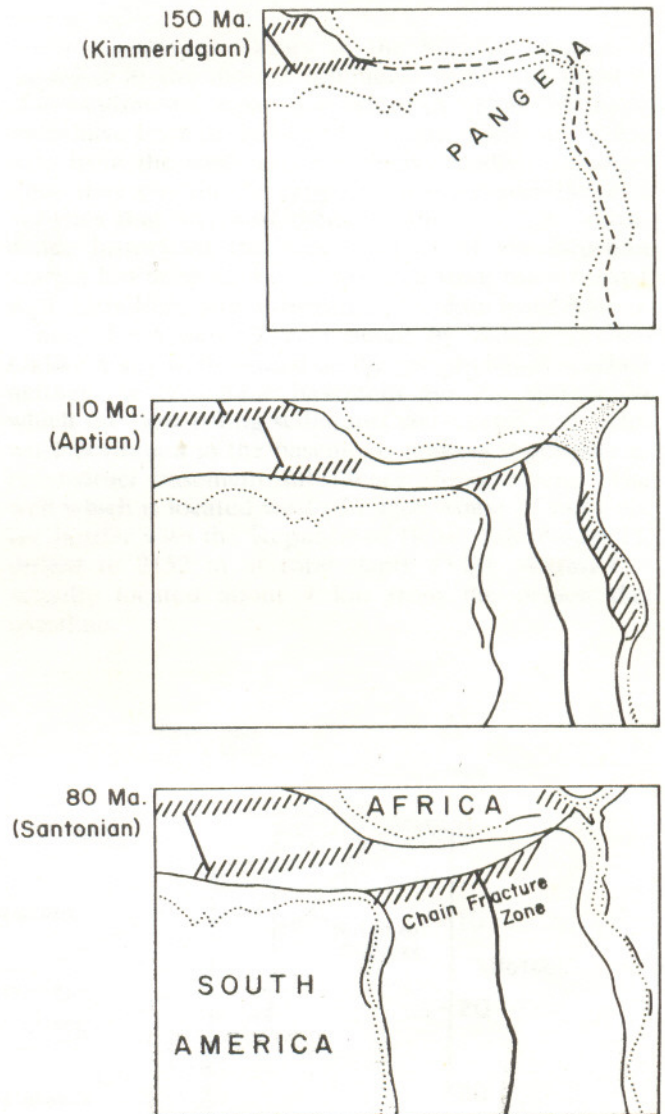 150 Ma.
(Kimmeridgian)
PANGEA
110 Ma.
(Aptian)
80 Ma.
(Santonian)
AFRICA
Chain Fracture
Zone
SOUTH
AMERICA